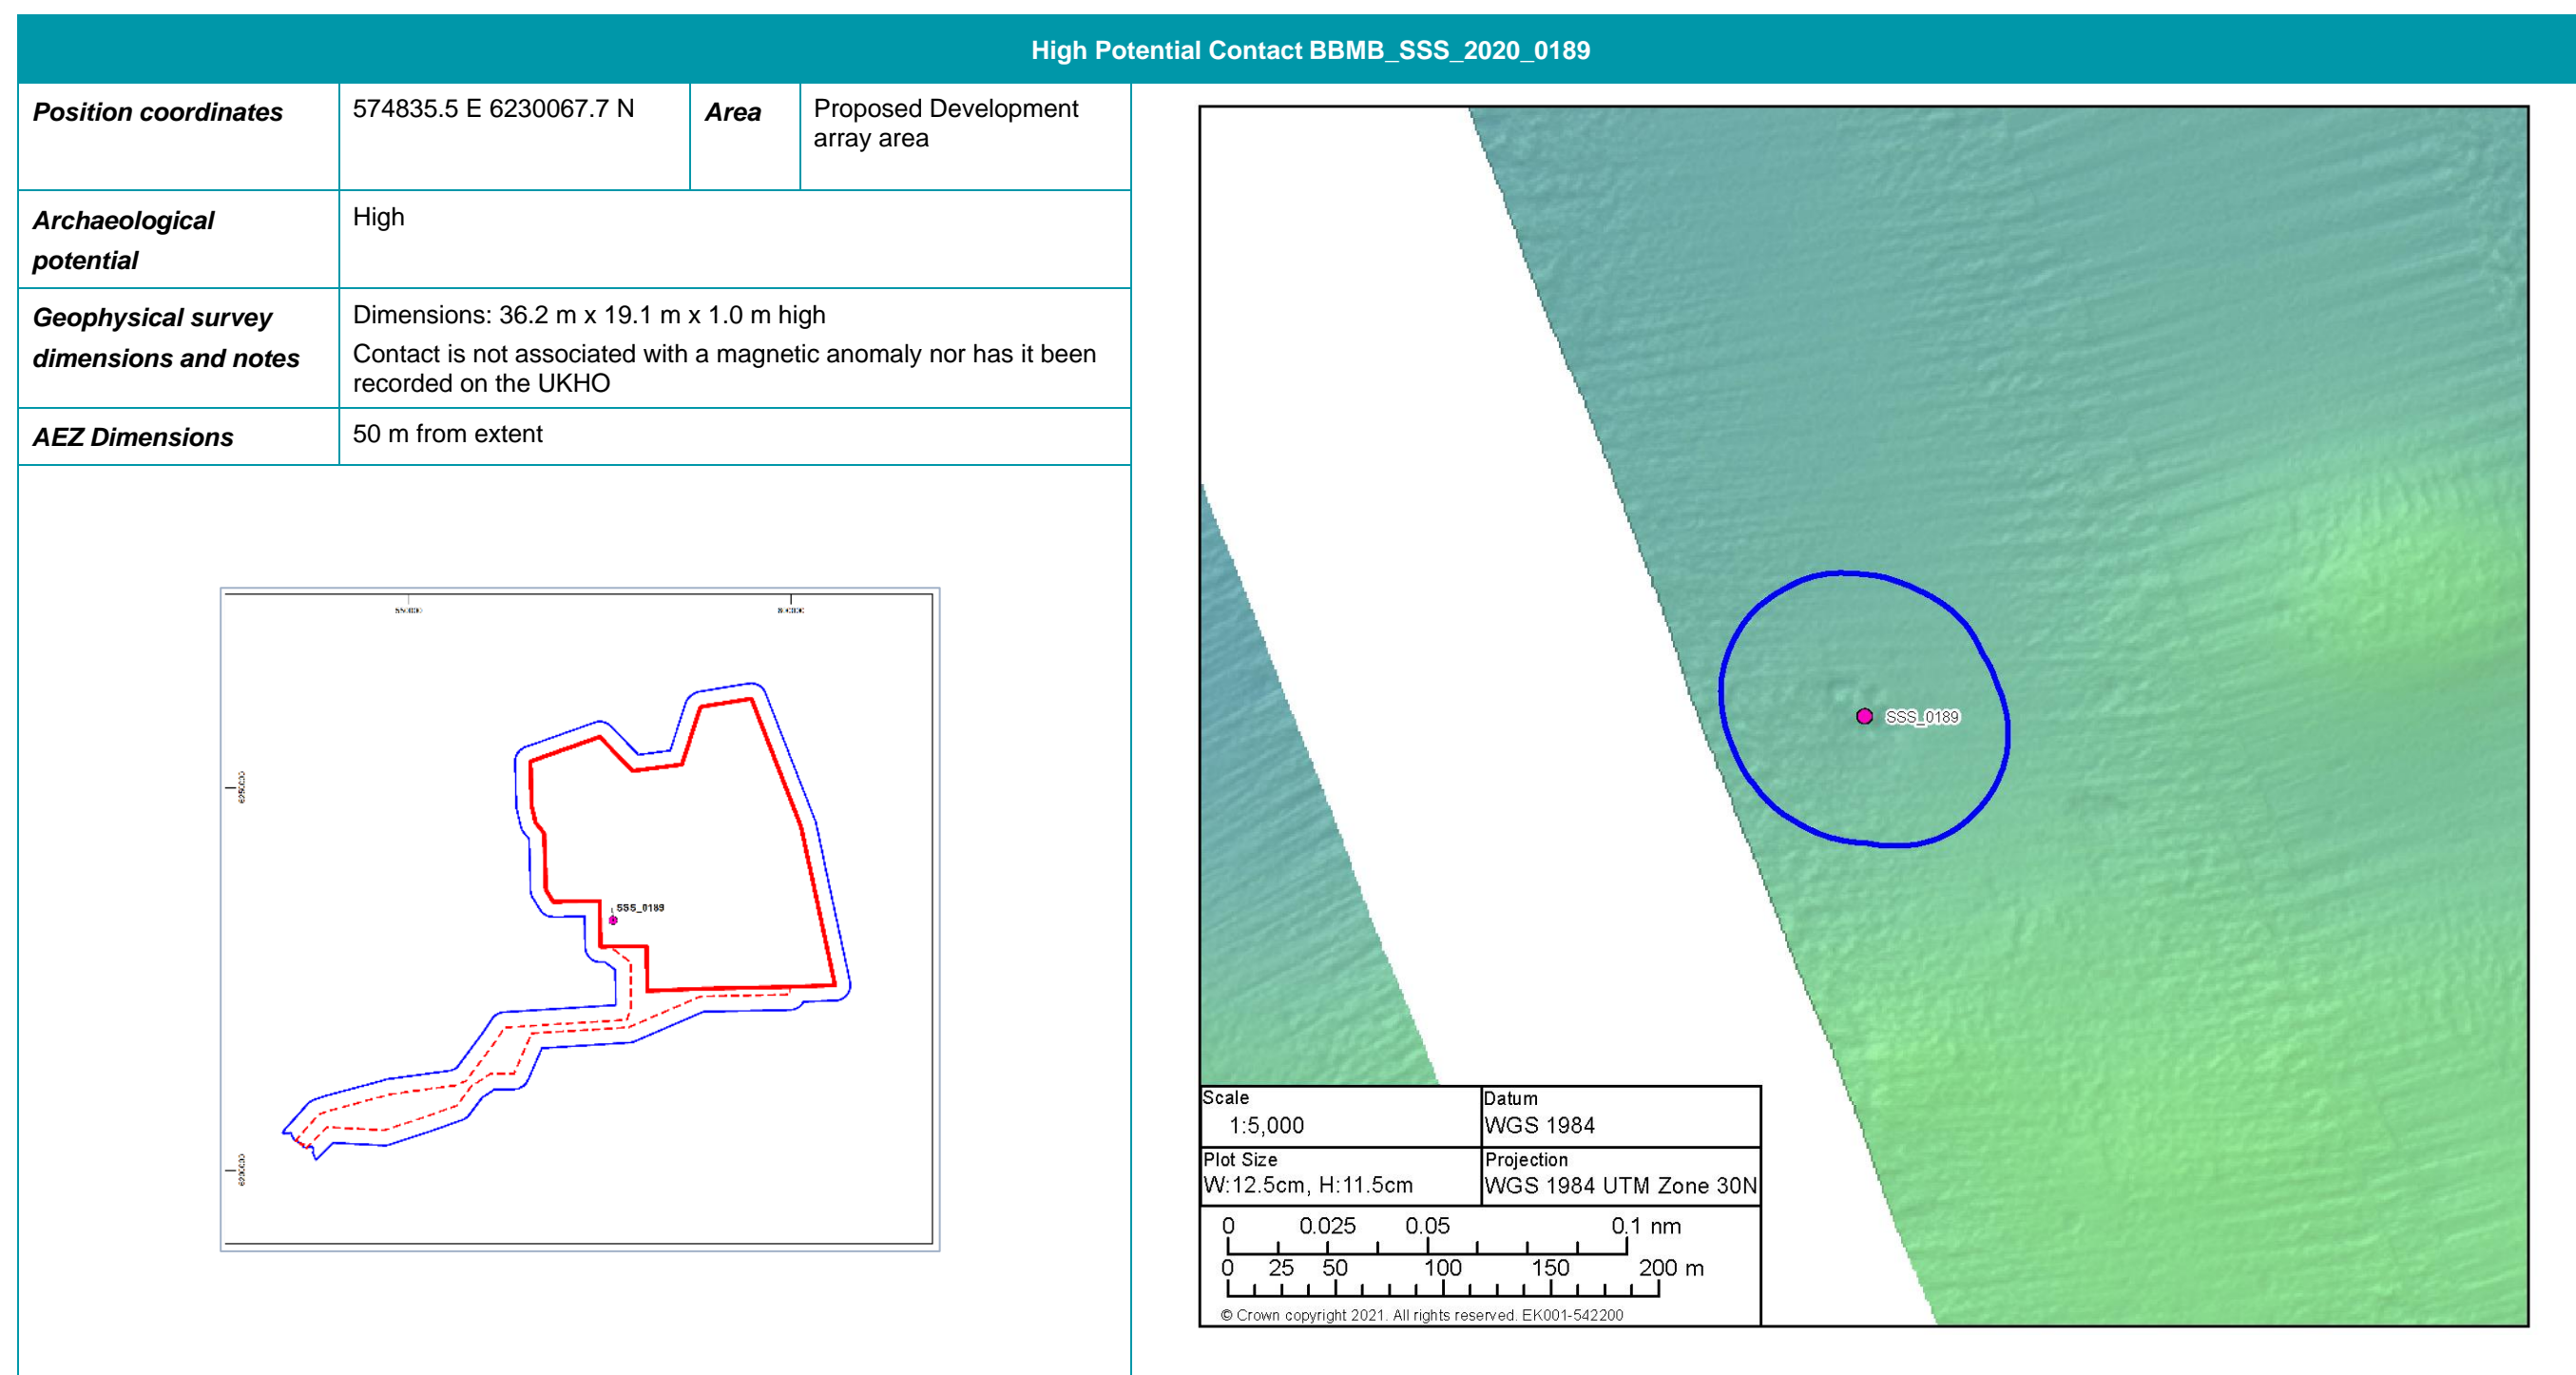 High Potential Contact BBMB_SSS_2020_0189
Position coordinates
574835.5 E 6230067.7 N
Area
Proposed Development
array area
Archaeological
potential
High
Geophysical survey
dimensions and notes
Dimensions: 36.2 m x 19.1 m x 1.0 m high
Contact is not associated with a magnetic anomaly nor has it been
recorded on the UKHO
AEZ Dimensions
50 m from extent
SSS_0189
SSS_0189
Scale
1:5,000
Datum
WGS 1984
Plot Size
W:12.5cm, H:11.5cm
Projection
WGS 1984 UTM Zone 30N
0 0.025 0.05 0.1 nm
0 25 50 100 150 200 m
© Crown copyright 2021. All rights reserved. EK001-542200